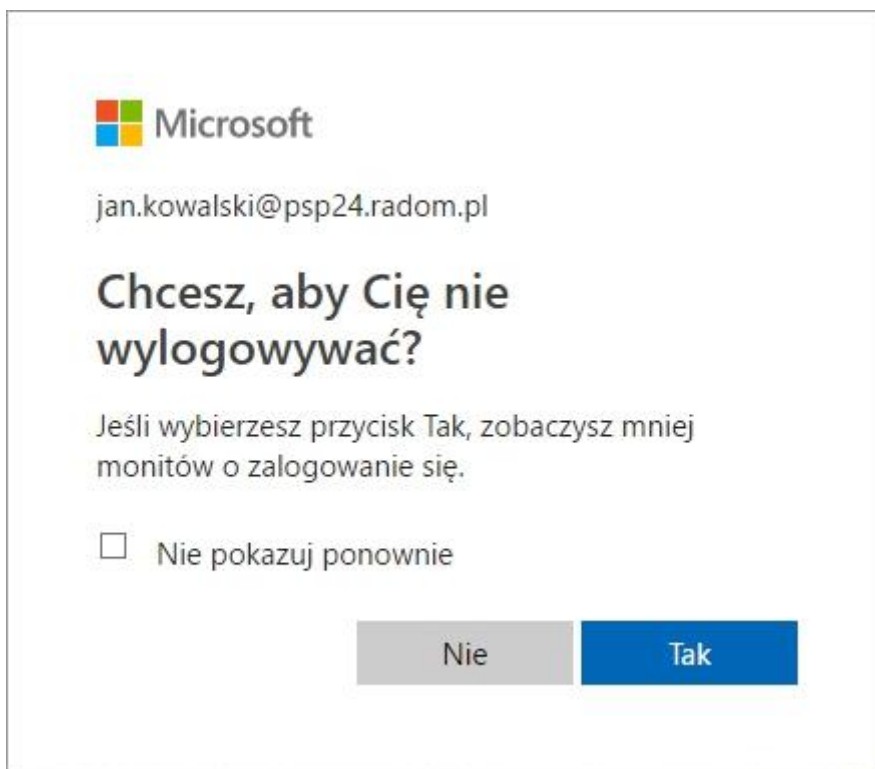 Microsoft
jan.kowalski@psp24.radom.pl
Chcesz, aby Cię nie
wylogowywać?
Jeśli wybierzesz przycisk Tak, zobaczysz mniej
monitów o zalogowanie się.
Nie pokazuj ponownie
Nie Tak